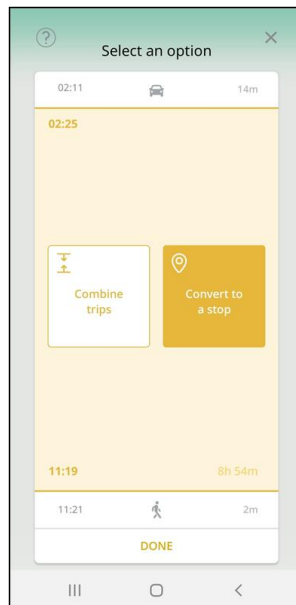 ?
Select an option
02:11 14m
02:25
Combine
trips
Convert to
a stop
11:19 8h 54m
11:21 2m
DONE